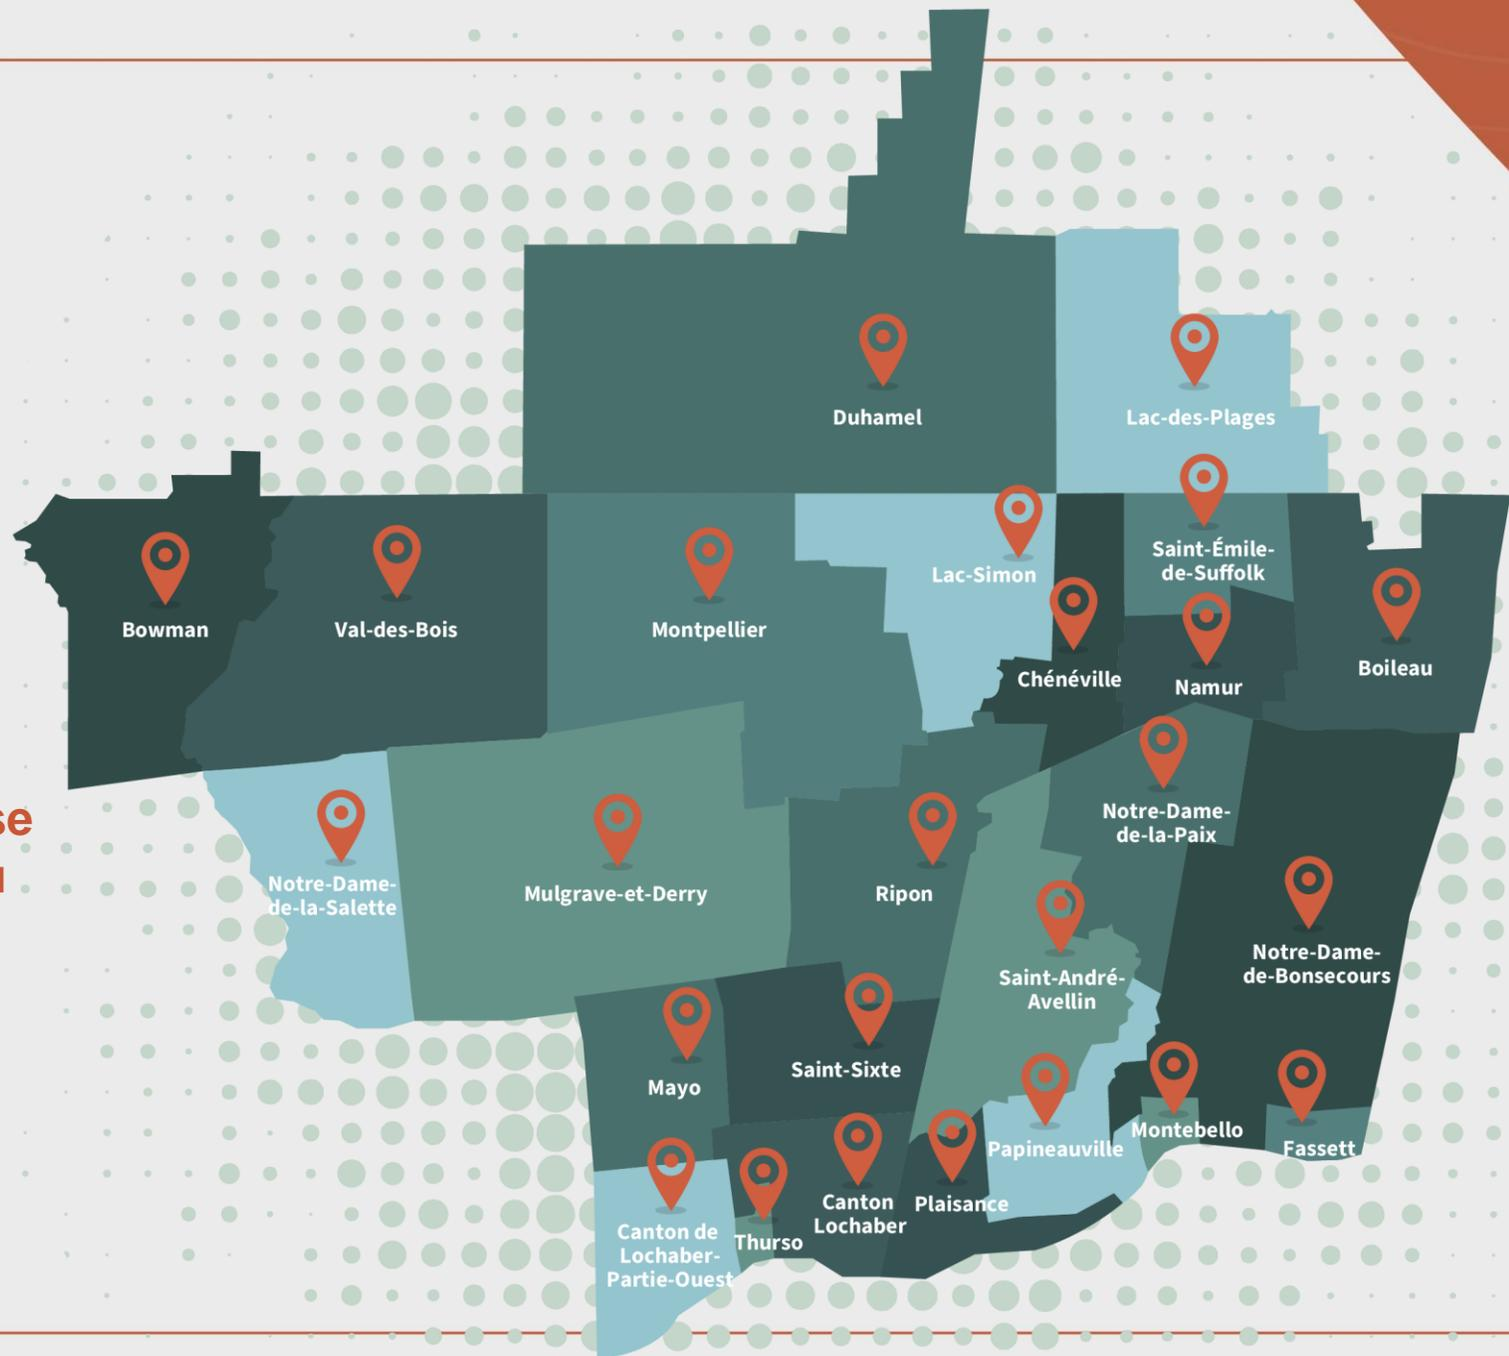 Duhamel
Lac-des-Plages
Saint-Émile-
de-Suffolk
Lac-Simon
Bowman
Val-des-Bois
Montpellier
Chénéville
Namur
Boileau
se
Notre-Dame-
de-la-Paix
Notre-Dame-
de-la-Salette
Mulgrave-et-Derry
Ripon
Notre-Dame-
de-Bonsecours
Saint-André-
Avellin
Saint-Sixte
Mayo
Montebello
Papineauville
Fassett
Canton
Lochaber
Plaisance
Canton de
Lochaber-
Partie-Ouest
Thurso